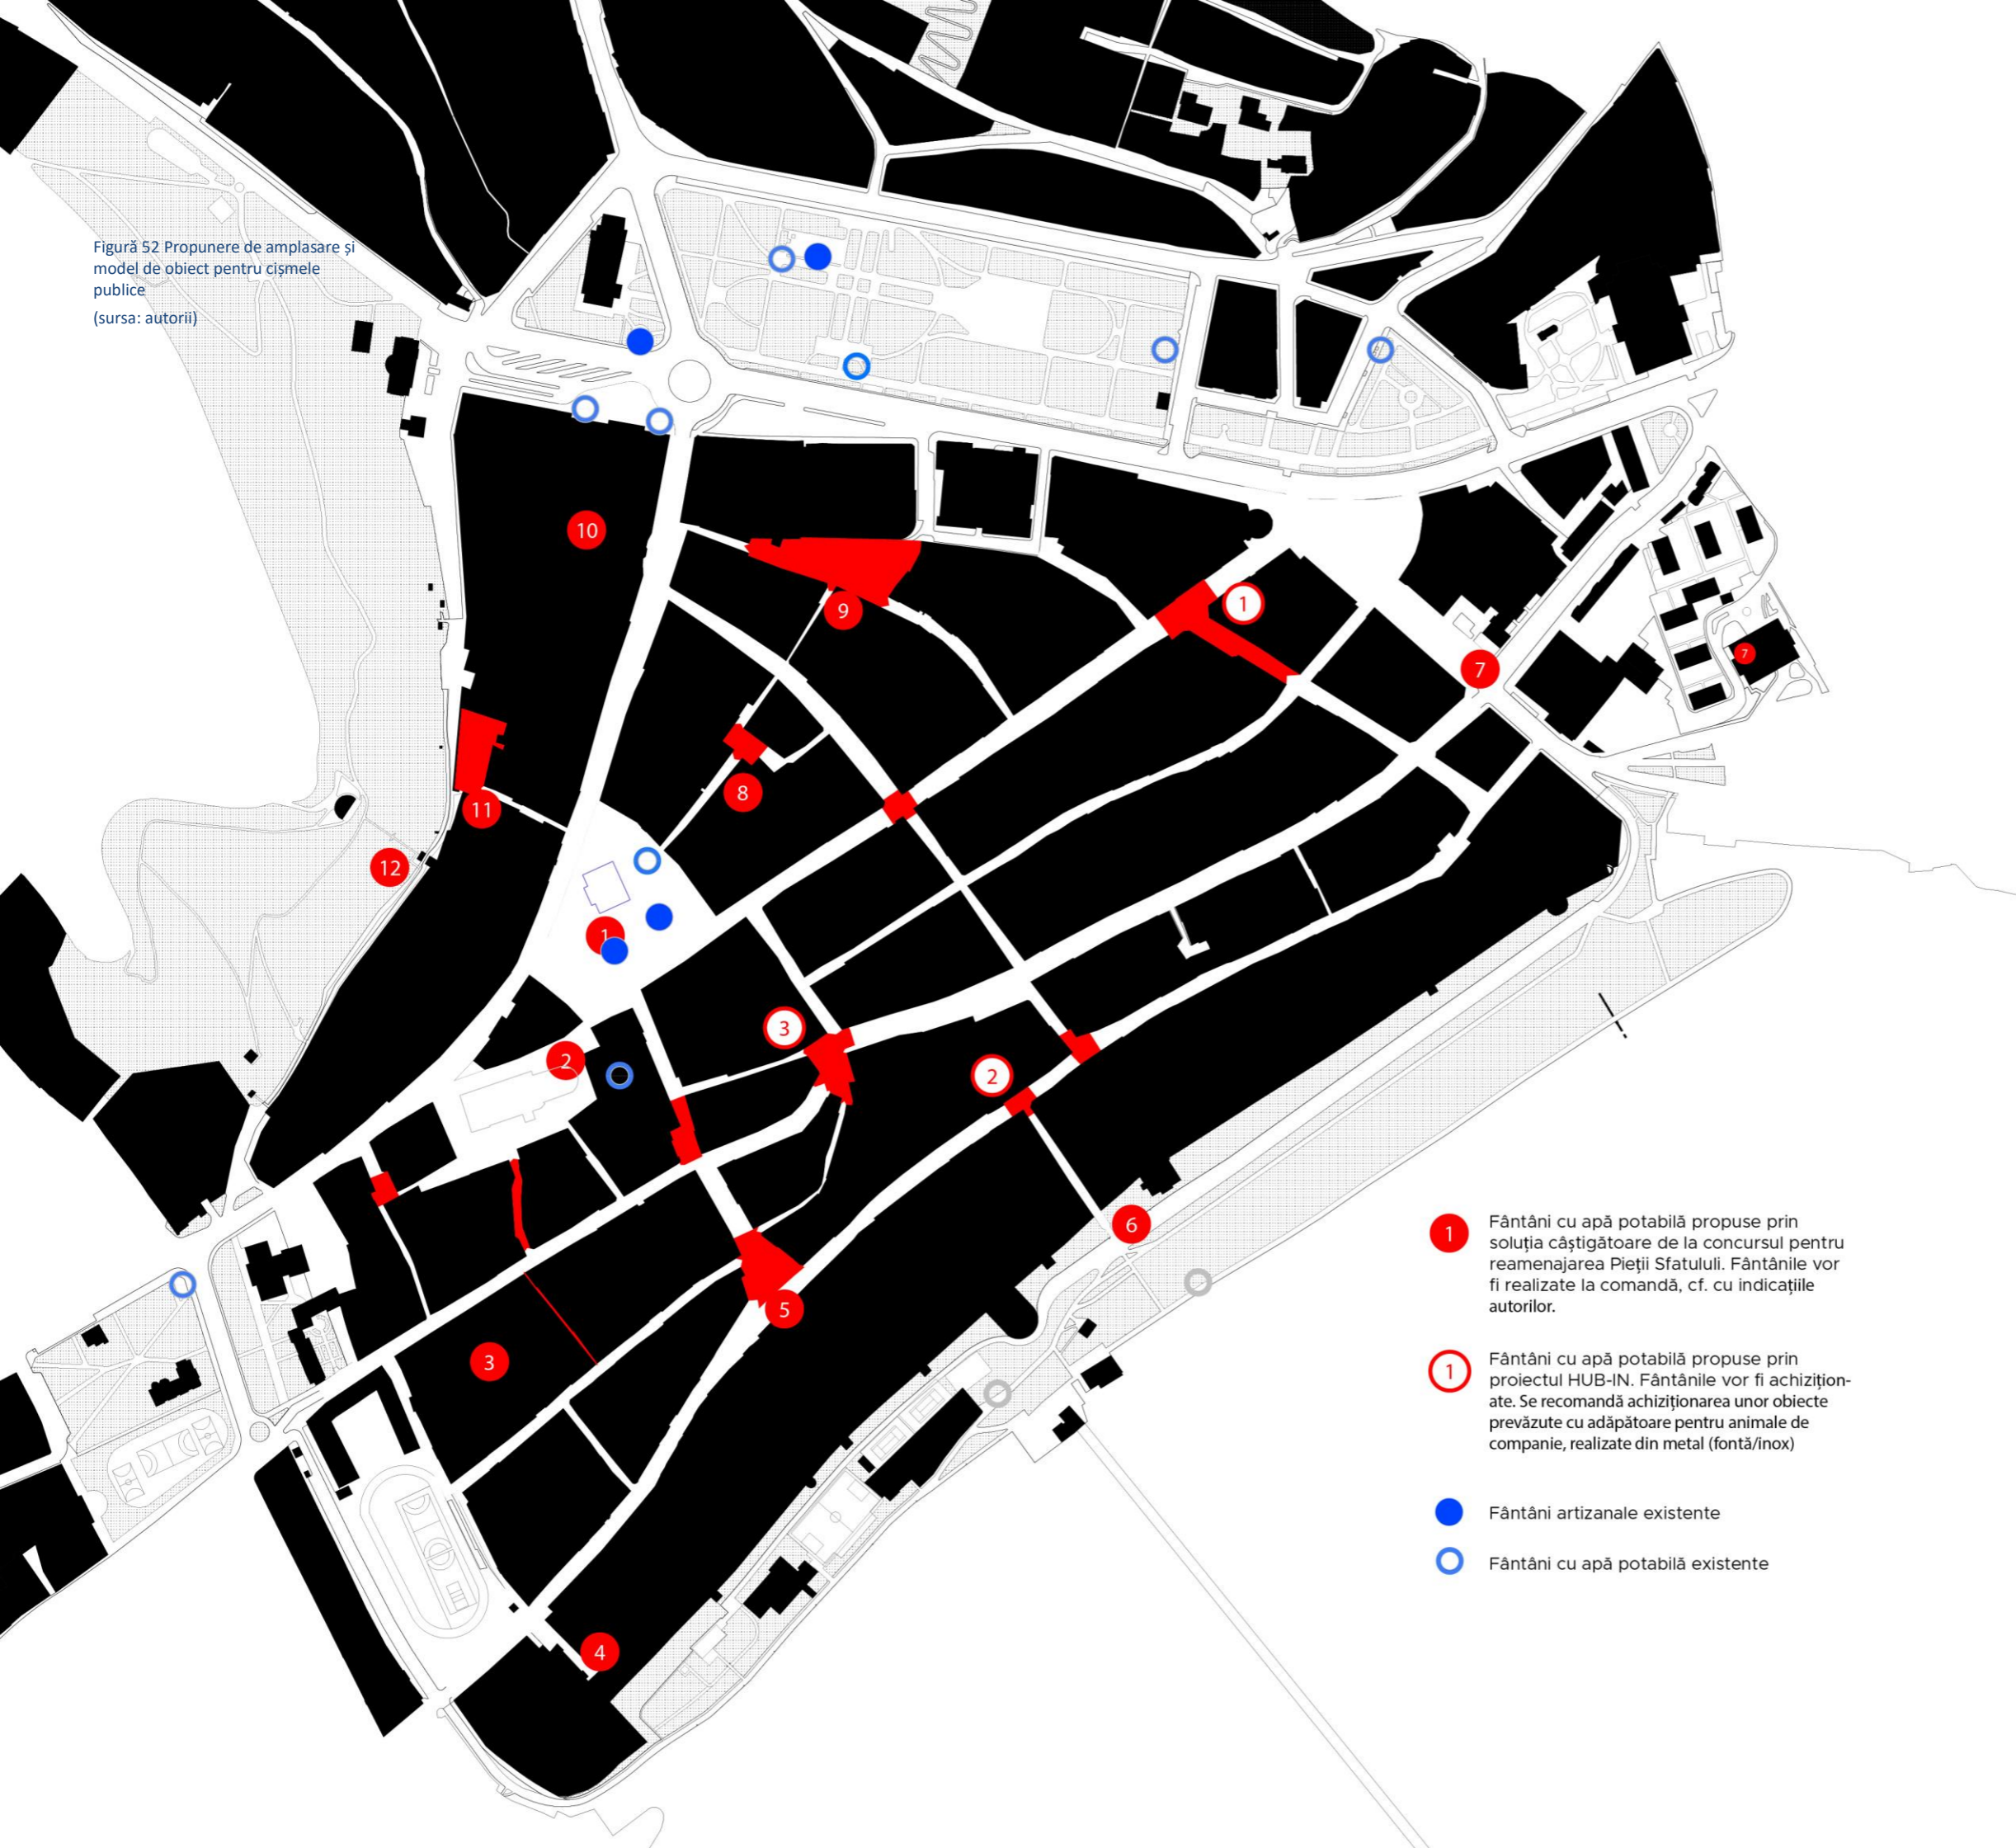 Figură 52 Propunere de amplasare și
model de obiect pentru cișmele
publice
(sursa: autorii)
10
9
1
7
7
8
11
12
1
3
2
2
6
5
3
4
1
Fântâni cu apă potabilă propuse prin
soluția câștigătoare de la concursul pentru
reamenajarea Pieții Sfatului. Fântânile vor
fi realizate la comandă, cf. cu indicațiile
autorilor.
1
Fântâni cu apă potabilă propuse prin
proiectul HUB-IN. Fântânile vor fi achizițion-
ate. Se recomandă achiziționarea unor obiecte
prevăzute cu adăpătoare pentru animale de
companie, realizate din metal (fontă/inox)
Fântâni artizanale existente
Fântâni cu apă potabilă existente